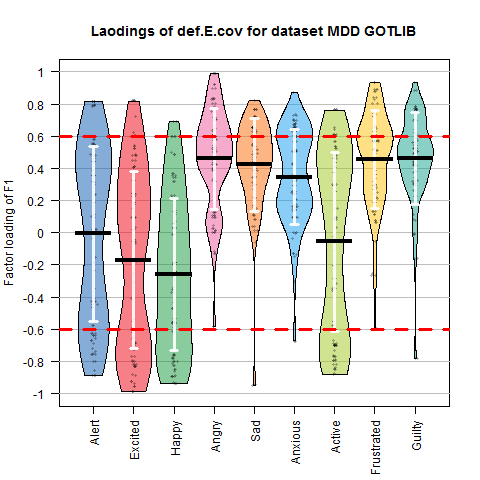 Laodings of def.E.cov for dataset MDD GOTLIB
Factor loading of F1
1
0.8
0.6
0.4
0.2
0
-0.2
-0.4
-0.6
-0.8
-1
Alert
Excited
Happy
Angry
Sad
Anxious
Active
Frustrated
Guilty